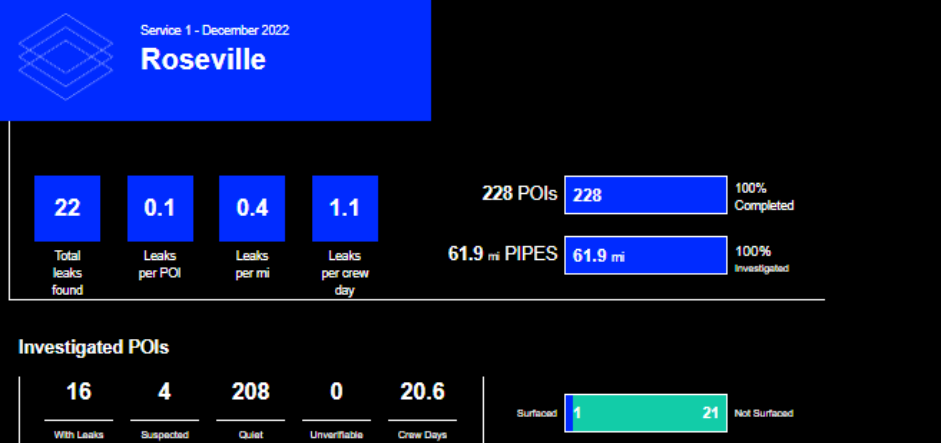 Service 1 - December 2022
Roseville
22
0.1
0.4
1.1
Total
leaks
found
Leaks
per POI
Leaks
per mi
Leaks
per crew
day
228 POIs
228
100%
Completed
61.9 mi PIPES
61.9 mi
100%
Investigated
Investigated POIs
16
4
208
0
20.6
With Leaks
Suspected
Quiet
Unverifiable
Crew Days
Surfaced
1
21
Not Surfaced